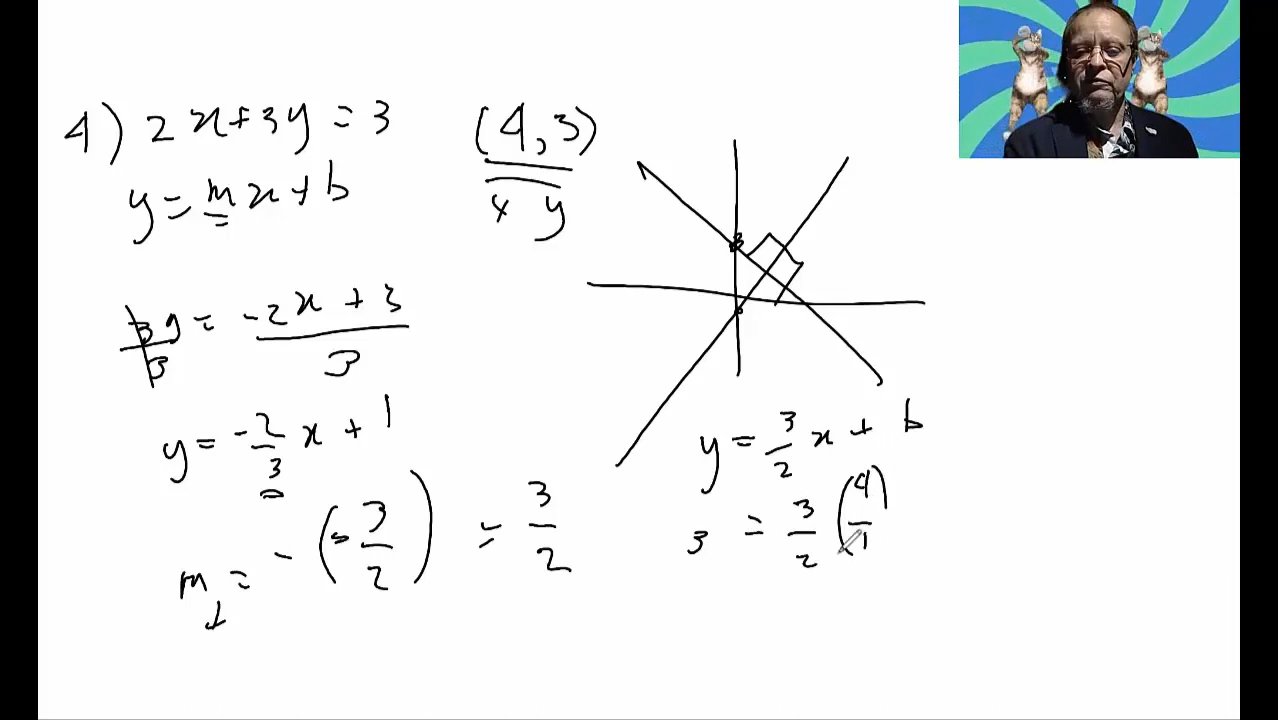 4) 2x+3y = 3 (4,3)
y = mx + b x y
3y = -2x + 3
3 3
y = -2/3 x + 1
m⊥ = -(-3/2) = 3/2
y = 3/2 x + b
3 = 3/2 (4/1)